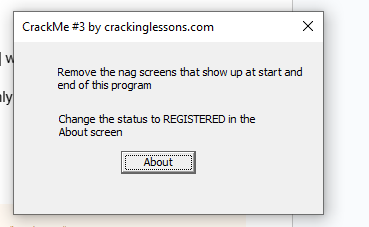 CrackMe #3 by crackinglessons.com
Remove the nag screens that show up at start and
end of this program
Change the status to REGISTERED in the
About screen
About